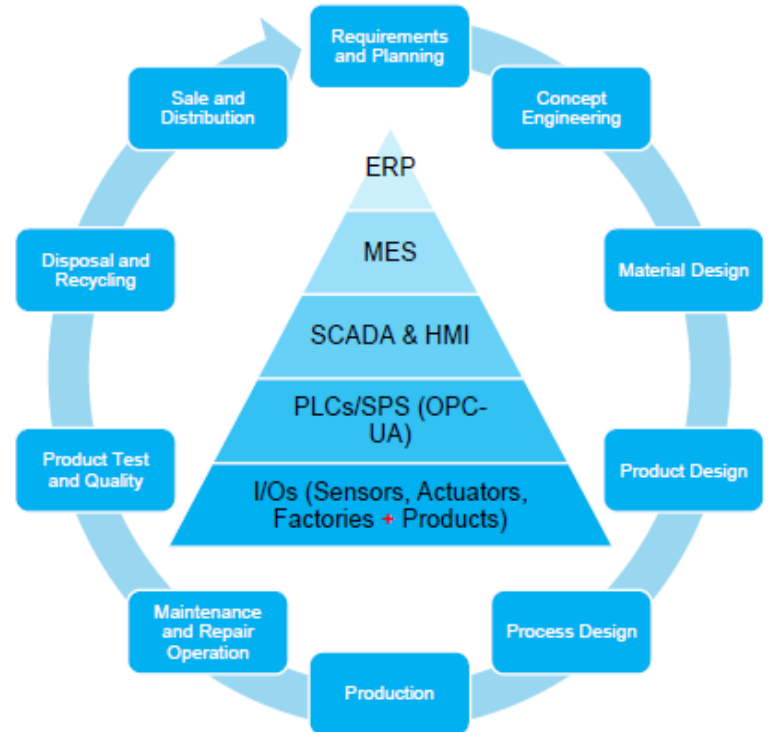 Requirements
and Planning
Concept
Engineering
Material Design
Product Design
Process Design
Production
Maintenance
and Repair
Operation
Product Test
and Quality
Disposal and
Recycling
Sale and
Distribution
ERP
MES
SCADA & HMI
PLCs/SPS (OPC-
UA)
I/Os (Sensors, Actuators,
Factories + Products)